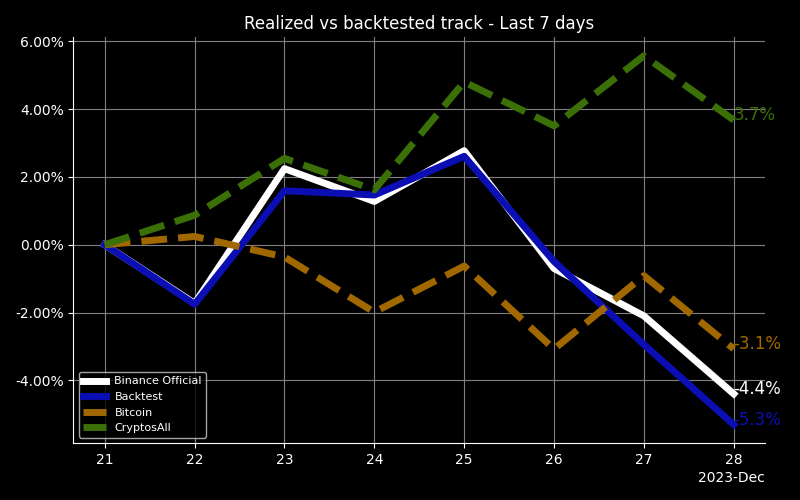 Realized vs backtested track - Last 7 days
6.00%
4.00%
2.00%
0.00%
-2.00%
-4.00%
3.7%
-3.1%
-4.4%
-5.3%
Binance Official
Backtest
Bitcoin
CryptosAll
21 22 23 24 25 26 27 28
2023-Dec